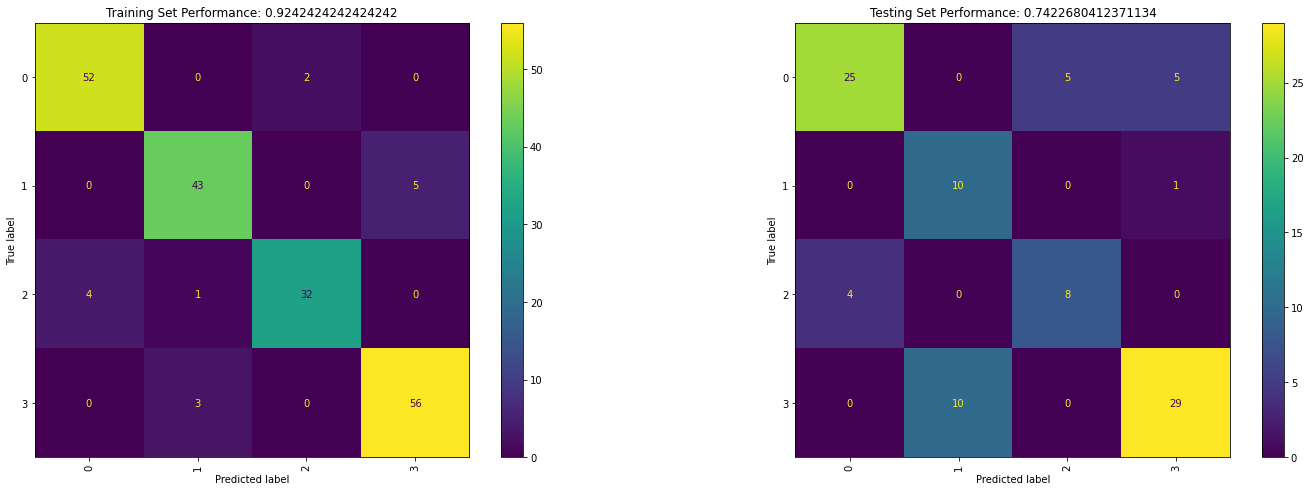 Training Set Performance: 0.9242424242424242
0
1
2
3
True label
52 0 2 0
0 43 0 5
4 1 32 0
0 3 0 56
0
1
2
3
Predicted label
50
40
30
20
10
0
Testing Set Performance: 0.7422680412371134
0
1
2
3
True label
25 0 5 5
0 10 0 1
4 0 8 0
0 10 0 29
0
1
2
3
Predicted label
25
20
15
10
5
0